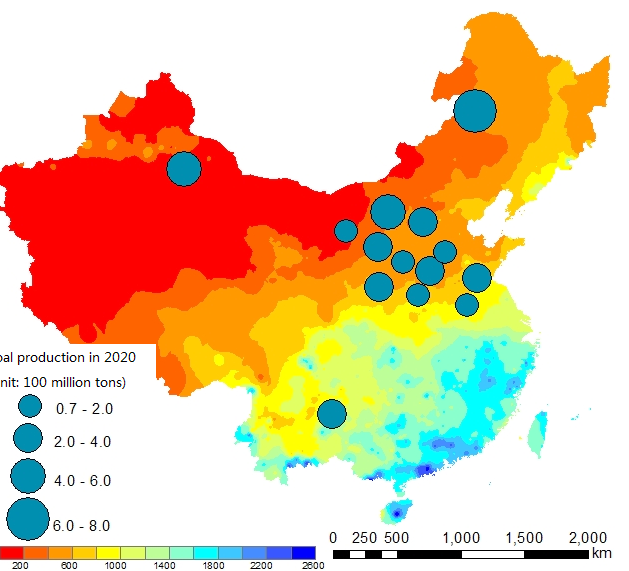 oal production in 2020
nit: 100 million tons)
0.7 - 2.0
2.0 - 4.0
4.0 - 6.0
6.0 - 8.0
0 250 500 1,000 1,500 2,000
km
200 600 1000 1400 1800 2200 2600